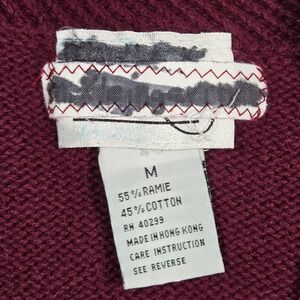 M
55% RAMIE
45% COTTON
RN 40299
MADE IN HONG KONG
CARE INSTRUCTION
SEE REVERSE